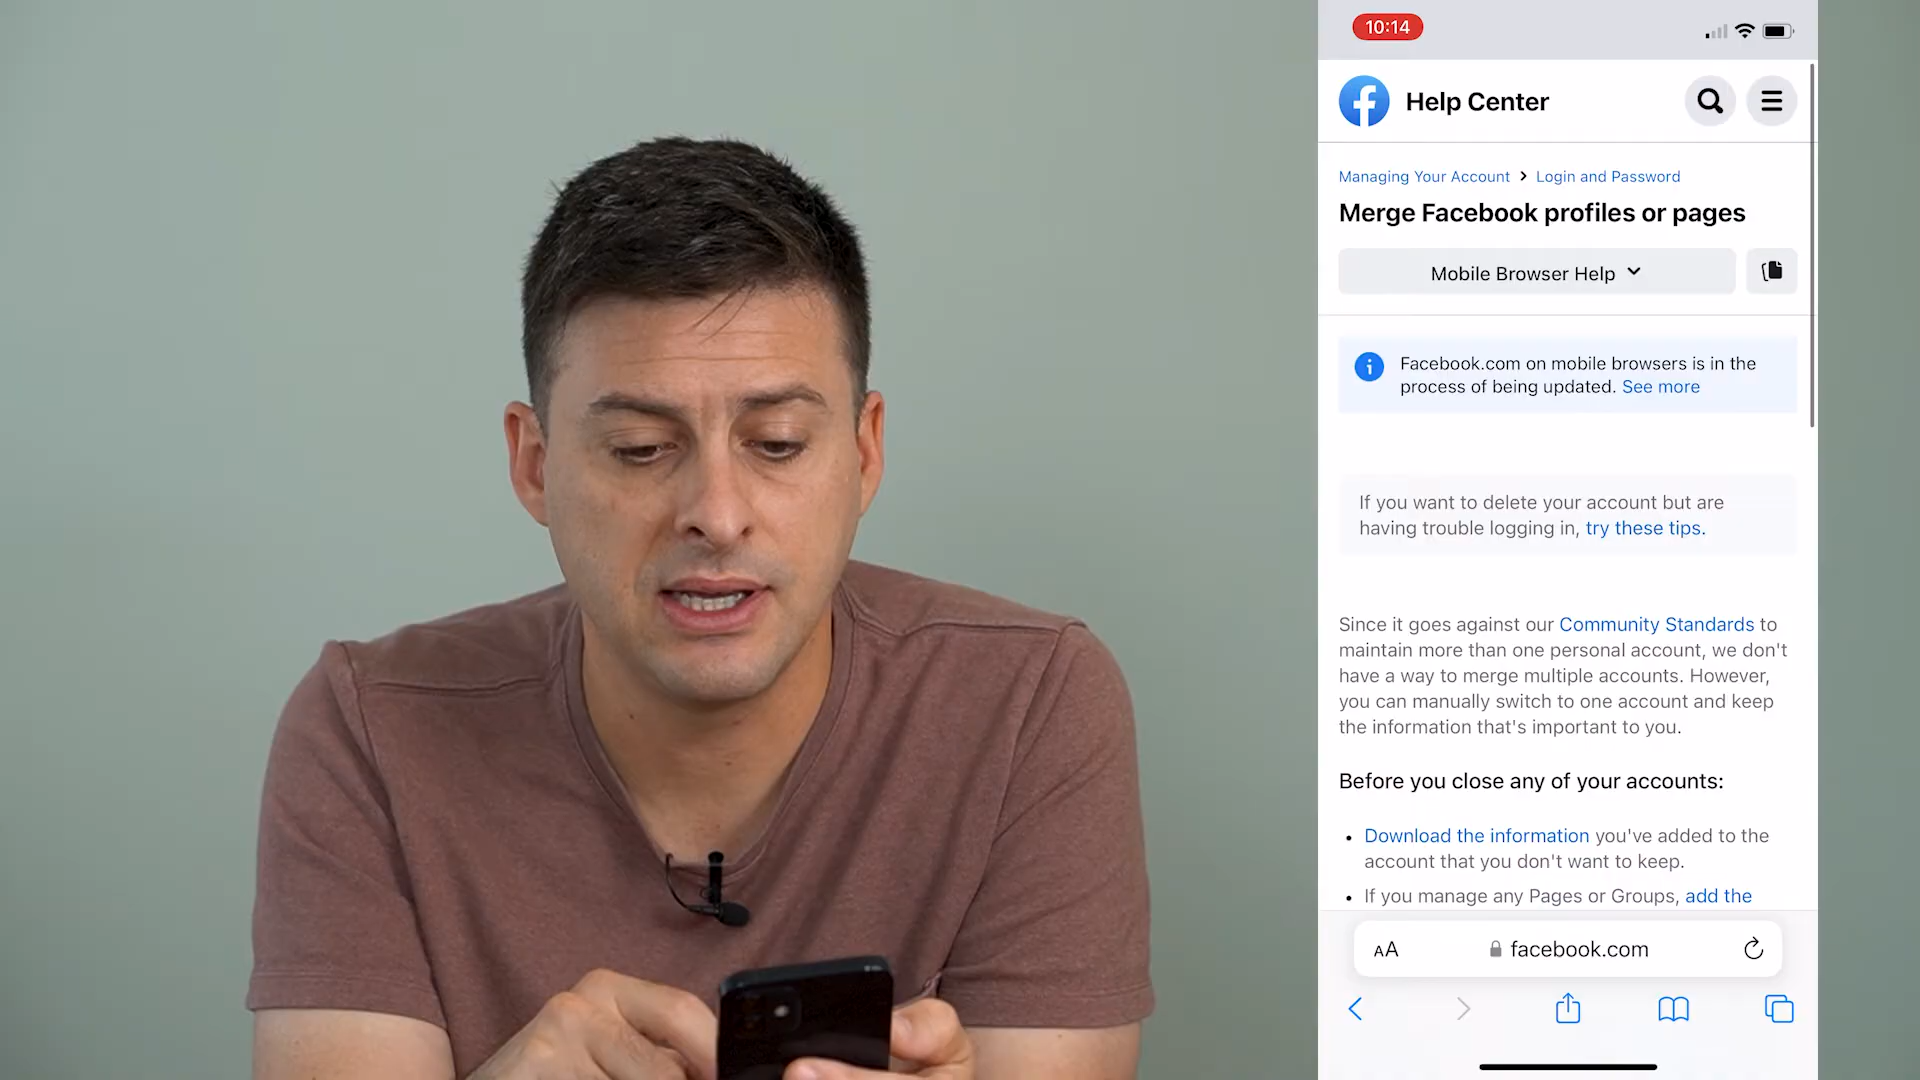 10:14
Help Center
Managing Your Account > Login and Password
Merge Facebook profiles or pages
Mobile Browser Help
Facebook.com on mobile browsers is in the
process of being updated. See more
If you want to delete your account but are
having trouble logging in, try these tips.
Since it goes against our Community Standards to
maintain more than one personal account, we don't
have a way to merge multiple accounts. However,
you can manually switch to one account and keep
the information that's important to you.
Before you close any of your accounts:
• Download the information you've added to the
account that you don't want to keep.
• If you manage any Pages or Groups, add the
AA facebook.com